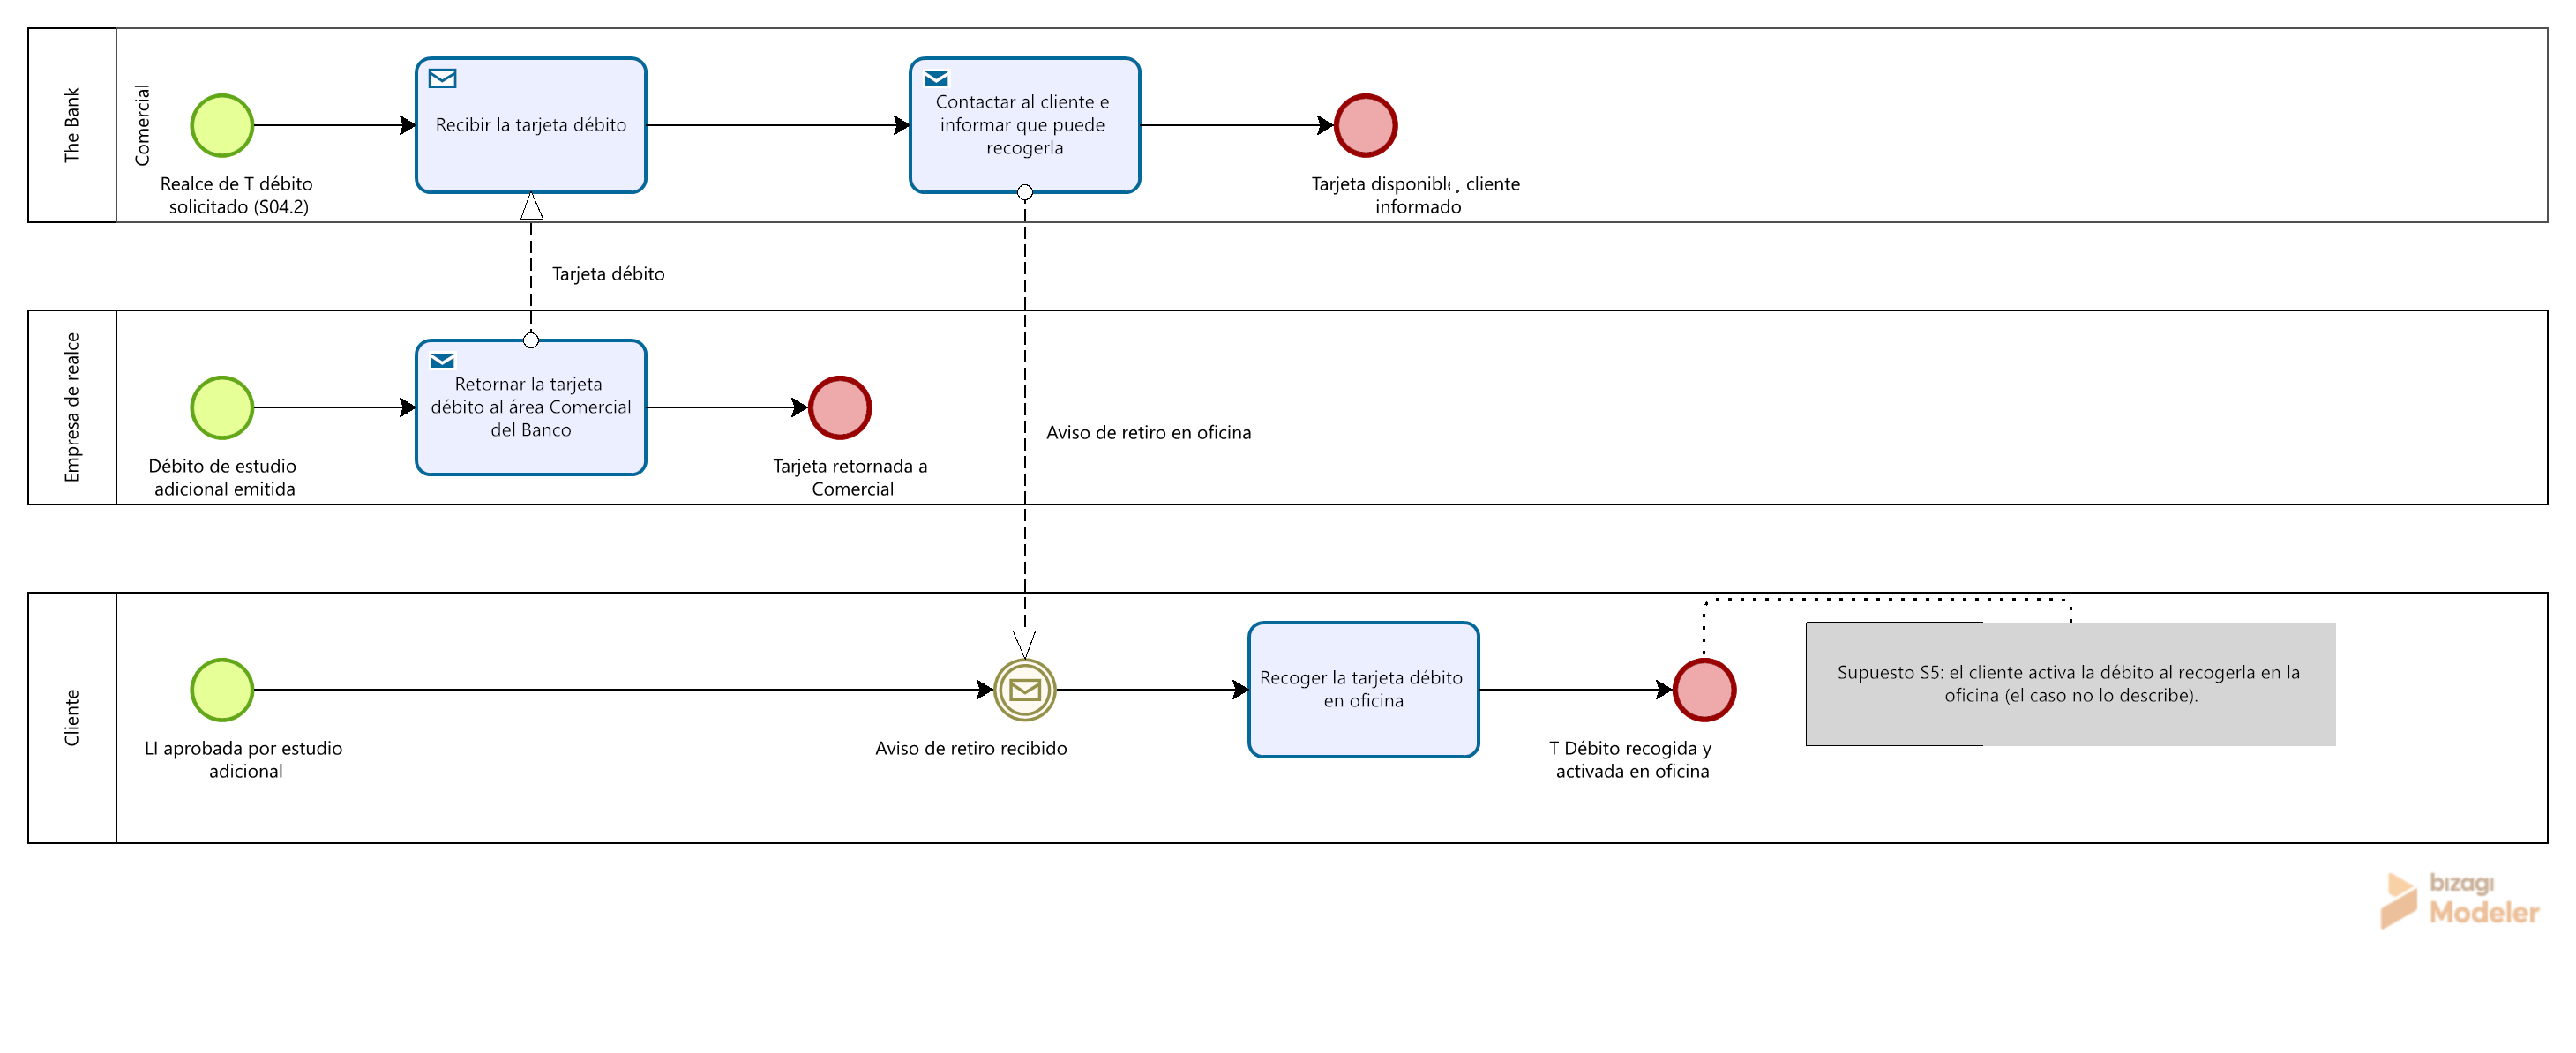 The Bank
Comercial
Recibir la tarjeta débito
Contactar al cliente e
informar que puede
recogerla
Realce de T débito
solicitado (S04.2)
Tarjeta disponible, cliente
informado
Tarjeta débito
Empresa de realce
Retornar la tarjeta
débito al área Comercial
del Banco
Débito de estudio
adicional emitida
Tarjeta retornada a
Comercial
Aviso de retiro en oficina
Cliente
LI aprobada por estudio
adicional
Aviso de retiro recibido
Recoger la tarjeta débito
en oficina
T Débito recogida y
activada en oficina
Supuesto S5: el cliente activa la débito al recogerla en la
oficina (el caso no lo describe).
bizagi
Modeler